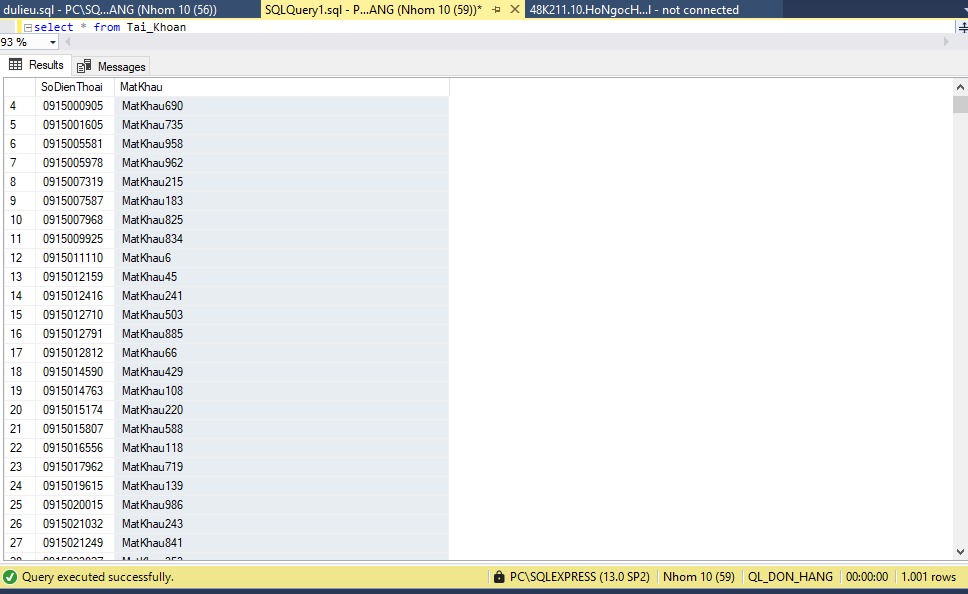 dulieu.sql - PC\SQ...ANG (Nhom 10 (56)) SQLQuery1.sql - P...ANG (Nhom 10 (59))* 48K211.10.HoNgocH...l - not connected
select * from Tai_Khoan
93 %
Results Messages
SoDienThoai MatKhau
4 0915000905 MatKhau690
5 0915001605 MatKhau735
6 0915005581 MatKhau958
7 0915005978 MatKhau962
8 0915007319 MatKhau215
9 0915007587 MatKhau183
10 0915007968 MatKhau825
11 0915009925 MatKhau834
12 0915011110 MatKhau6
13 0915012159 MatKhau45
14 0915012416 MatKhau241
15 0915012710 MatKhau503
16 0915012791 MatKhau885
17 0915012812 MatKhau66
18 0915014590 MatKhau429
19 0915014763 MatKhau108
20 0915015174 MatKhau220
21 0915015807 MatKhau588
22 0915016556 MatKhau118
23 0915017962 MatKhau719
24 0915019615 MatKhau139
25 0915020015 MatKhau986
26 0915021032 MatKhau243
27 0915021249 MatKhau841
Query executed successfully. PC\SQLEXPRESS (13.0 SP2) Nhom 10 (59) QL_DON_HANG 00:00:00 1.001 rows